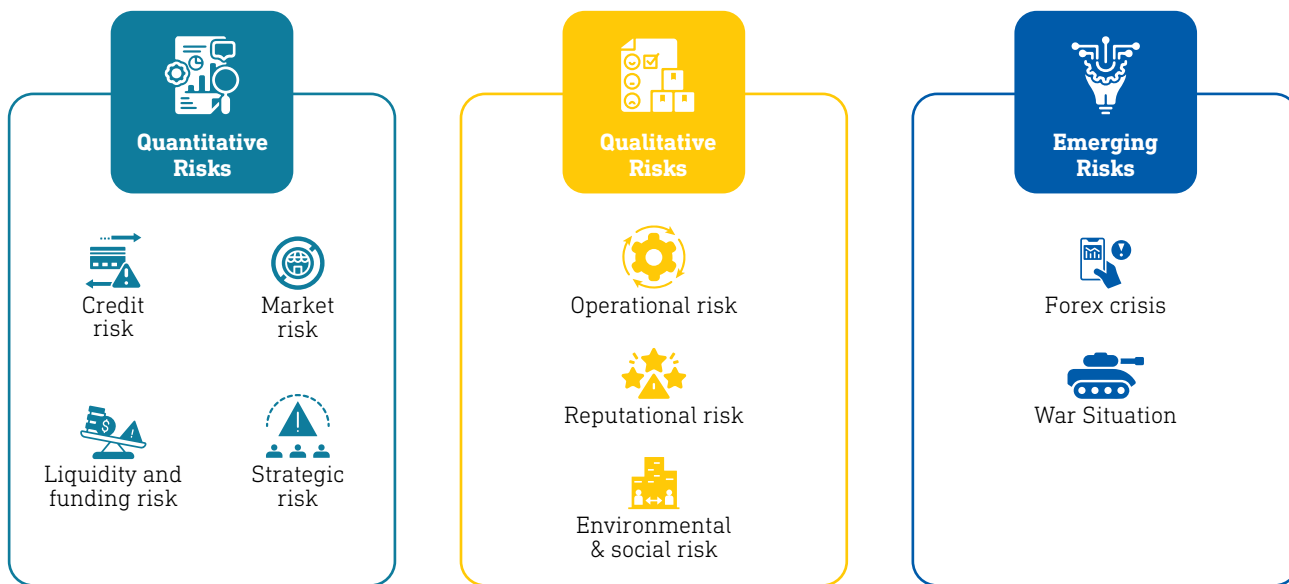 Quantitative
Risks
Credit
risk
Market
risk
Liquidity and
funding risk
Strategic
risk
Qualitative
Risks
Operational risk
Reputational risk
Environmental
& social risk
Emerging
Risks
Forex crisis
War Situation